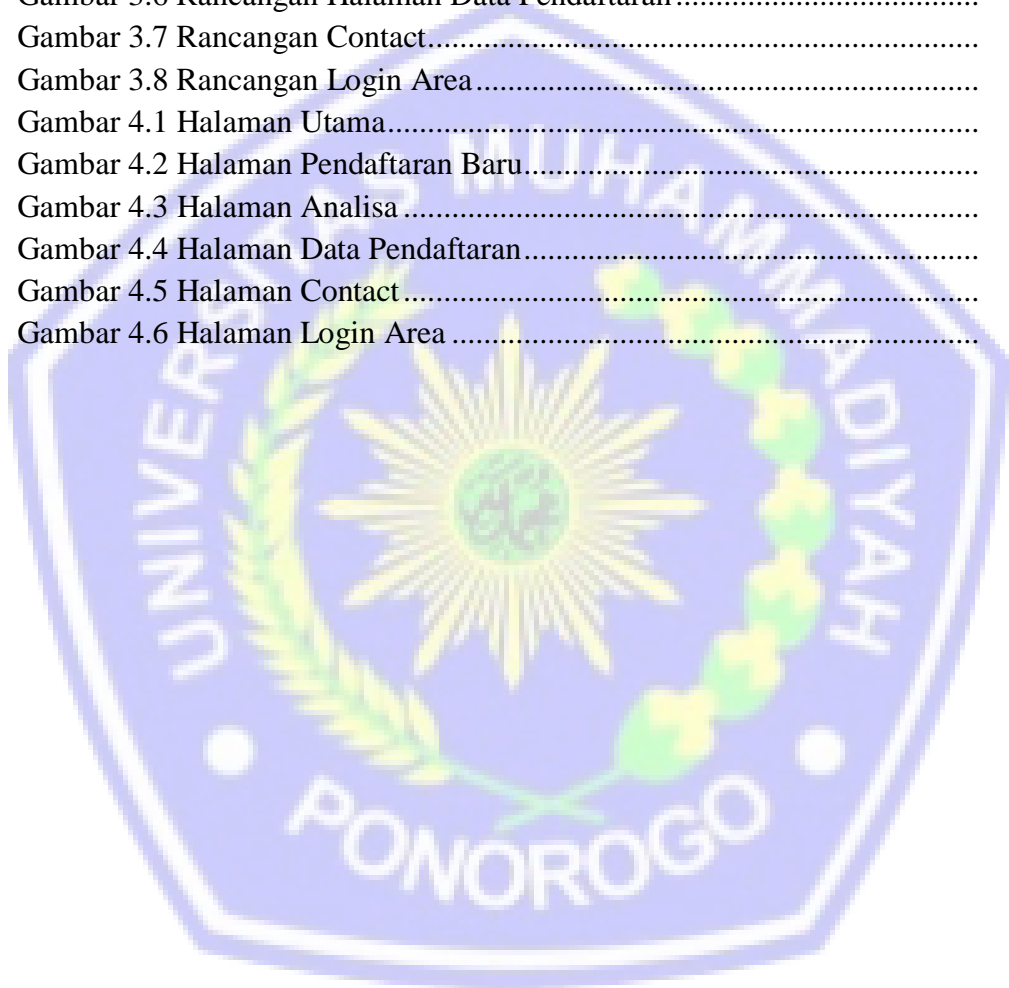 Gambar 3.6 Rancangan Halaman Data Pendaftaran................................
Gambar 3.7 Rancangan Contact................................
Gambar 3.8 Rancangan Login Area................................
Gambar 4.1 Halaman Utama................................
Gambar 4.2 Halaman Pendaftaran Baru................................
Gambar 4.3 Halaman Analisa................................
Gambar 4.4 Halaman Data Pendaftaran................................
Gambar 4.5 Halaman Contact................................
Gambar 4.6 Halaman Login Area................................
UNIVERSITAS MUHAMMADIYAH
PONOROGO